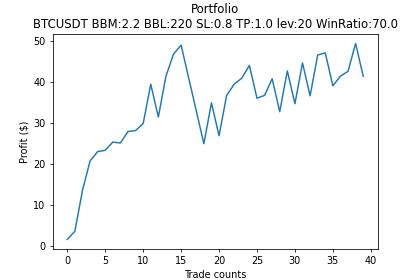 Portfolio
BTCUSDT BBM:2.2 BBL:220 SL:0.8 TP:1.0 lev:20 WinRatio:70.0
50
40
30
20
10
0
Profit ($)
0 5 10 15 20 25 30 35 40
Trade counts